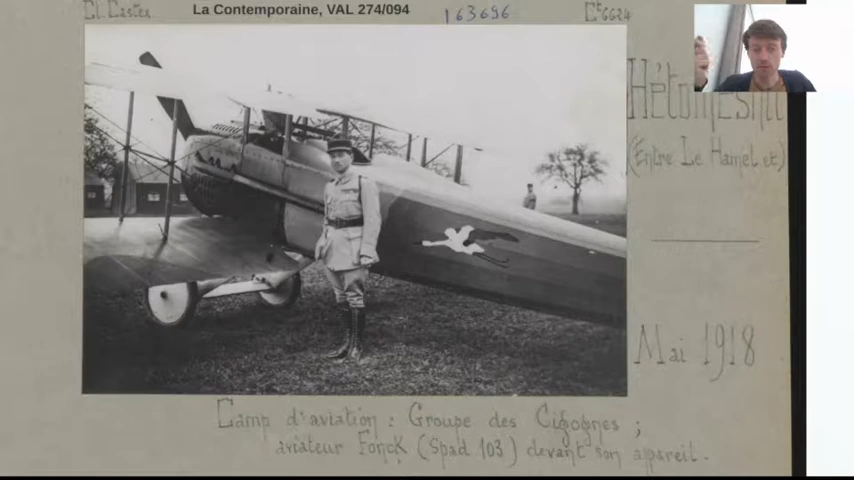 Cl. Castex
La Contemporaine, VAL 274/094
163696
Hétomesnil
(Entre Le Hamel et)
Mai 1918
Camp d'aviation : Groupe des Cigognes ;
aviateur Fonck (Spad 103) devant son appareil.